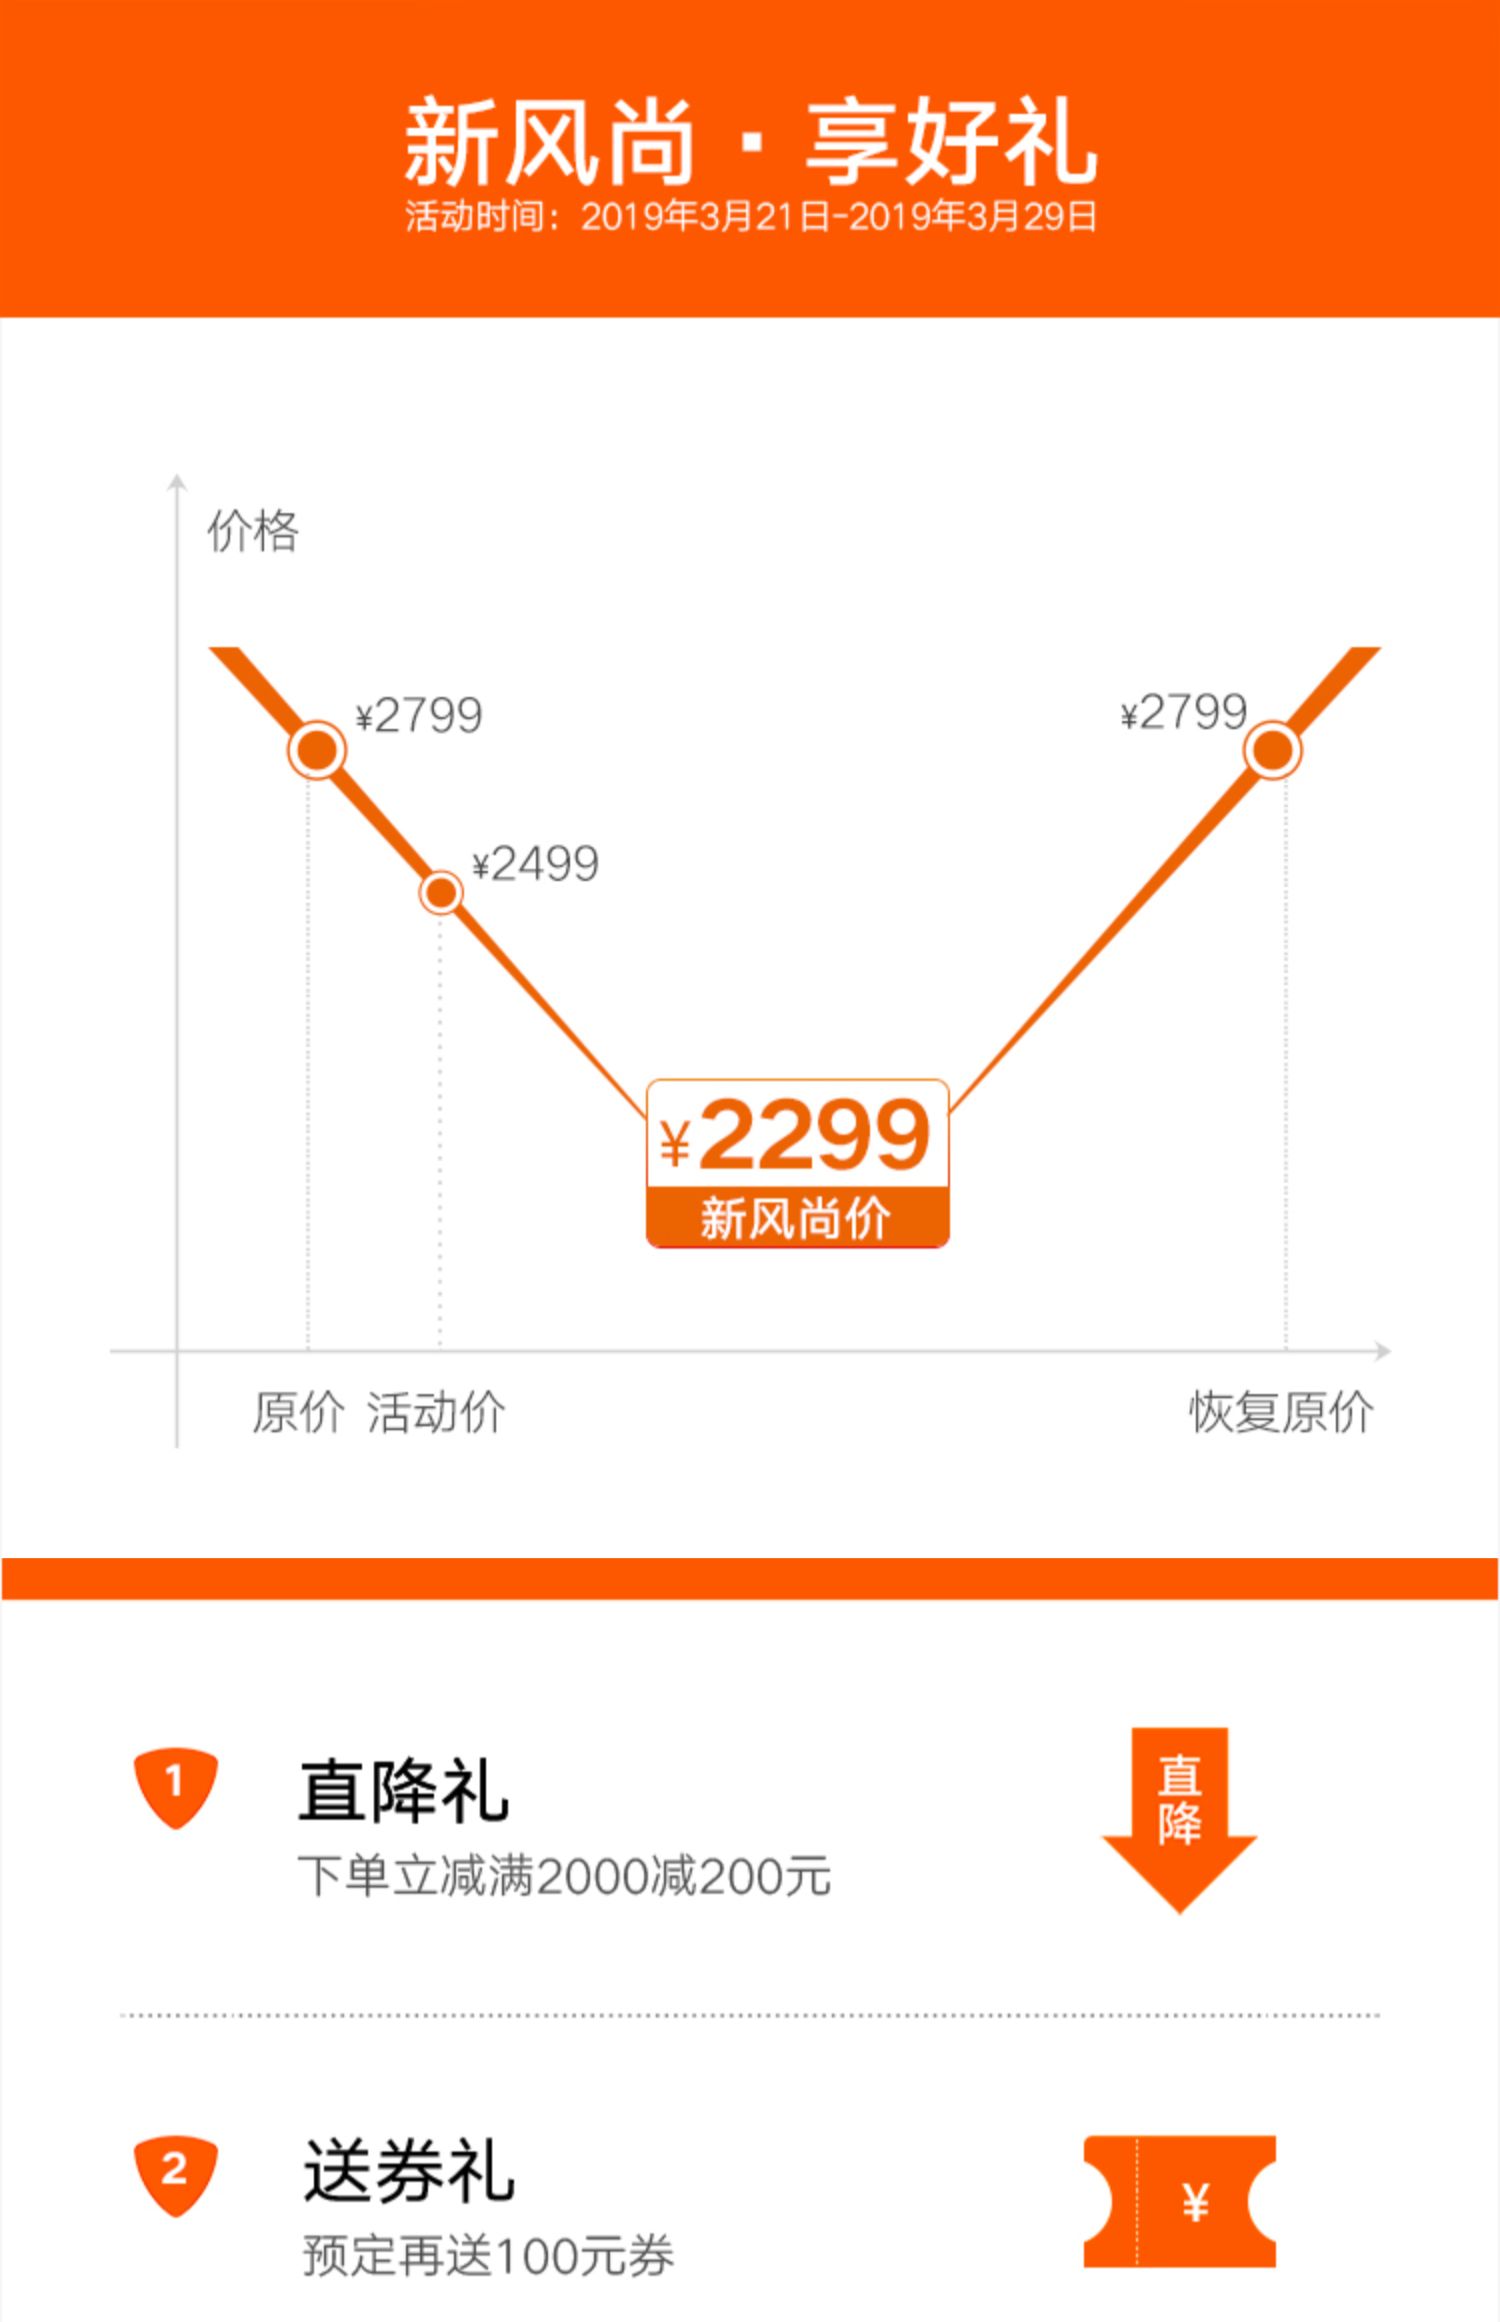 新风尚·享好礼
活动时间：2019年3月21日-2019年3月29日
价格
¥2799
¥2799
¥2499
¥2299
新风尚价
原价 活动价 恢复原价
1 直降礼
下单立减满2000减200元
直
降
2 送券礼
预定再送100元券
¥